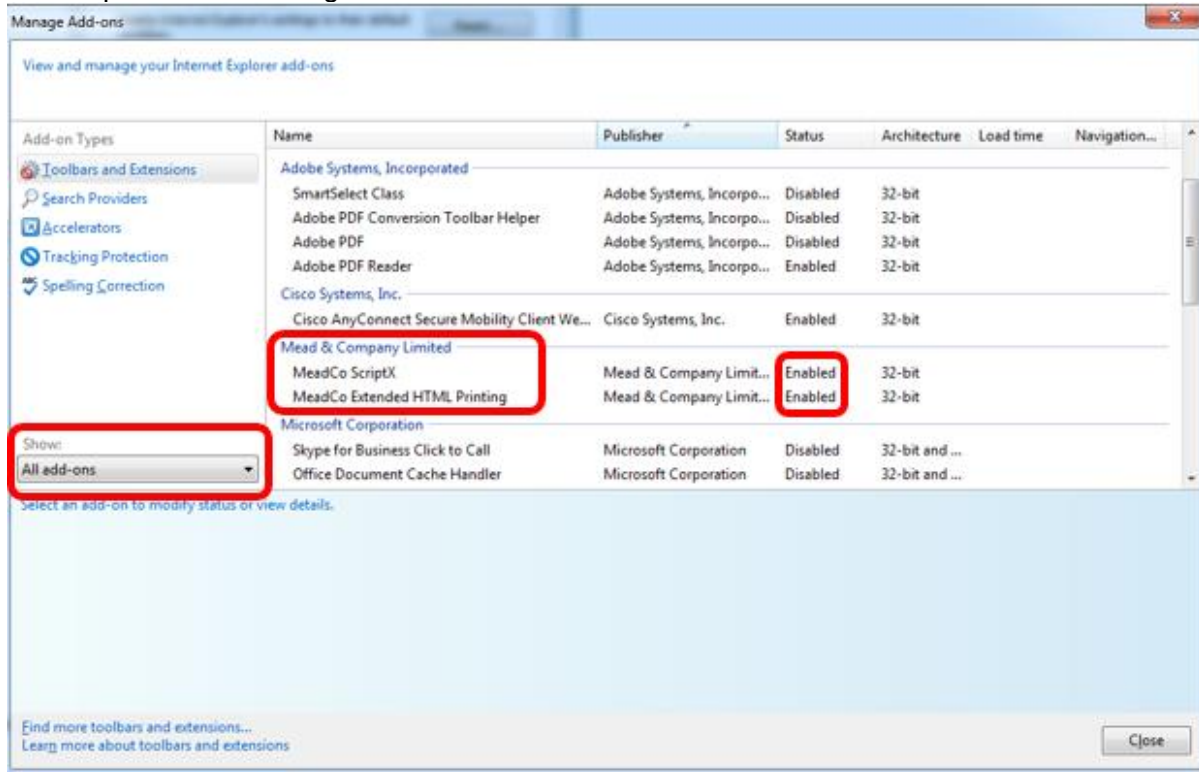 Manage Add-ons
View and manage your Internet Explorer add-ons
Add-on Types
Toolbars and Extensions
Search Providers
Accelerators
Tracking Protection
Spelling Correction
Show:
All add-ons
Name Publisher Status Architecture Load time Navigation...
Adobe Systems, Incorporated
SmartSelect Class Adobe Systems, Incorpo... Disabled 32-bit
Adobe PDF Conversion Toolbar Helper Adobe Systems, Incorpo... Disabled 32-bit
Adobe PDF Adobe Systems, Incorpo... Disabled 32-bit
Adobe PDF Reader Adobe Systems, Incorpo... Enabled 32-bit
Cisco Systems, Inc.
Cisco AnyConnect Secure Mobility Client We... Cisco Systems, Inc. Enabled 32-bit
Mead & Company Limited
MeadCo ScriptX Mead & Company Limit... Enabled 32-bit
MeadCo Extended HTML Printing Mead & Company Limit... Enabled 32-bit
Microsoft Corporation
Skype for Business Click to Call Microsoft Corporation Disabled 32-bit and ...
Office Document Cache Handler Microsoft Corporation Disabled 32-bit and ...
Select an add-on to modify status or view details.
Find more toolbars and extensions...
Learn more about toolbars and extensions
Close